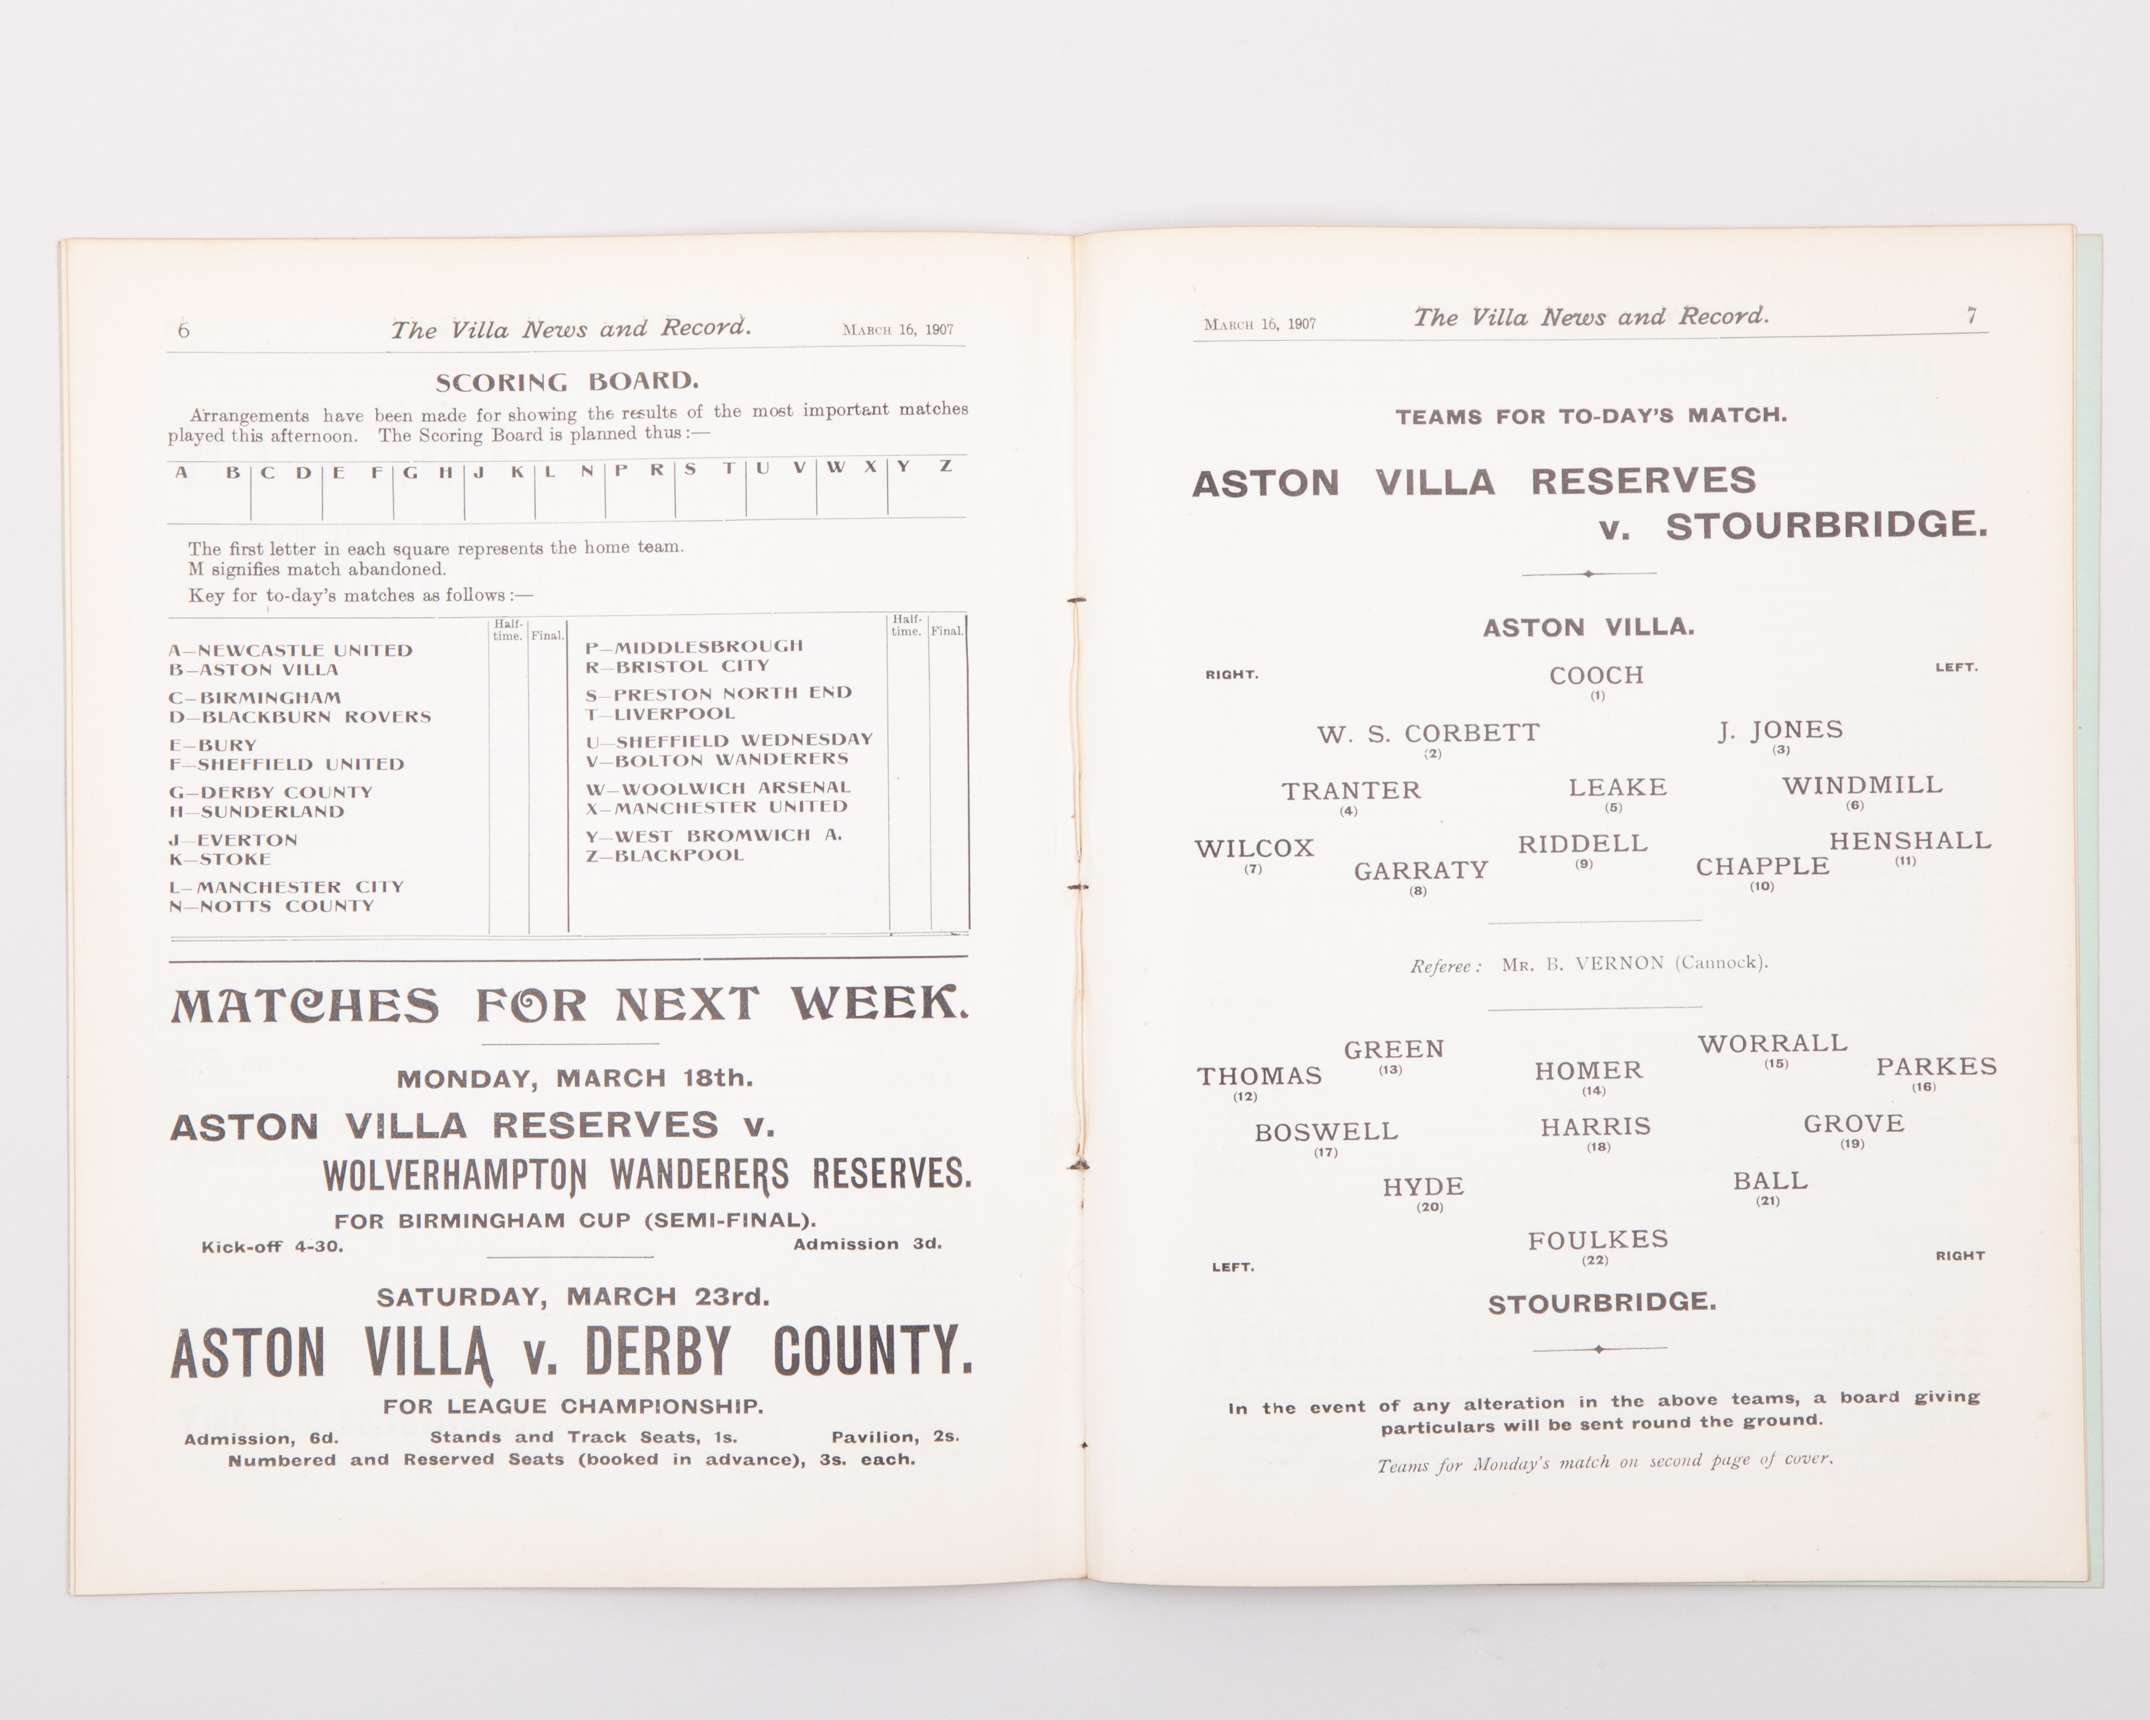 6 The Villa News and Record. March 16, 1907
SCORING BOARD.
Arrangements have been made for showing the results of the most important matches
played this afternoon. The Scoring Board is planned thus:—
A B C D E F G H J K L N P R S T U V W X Y Z
The first letter in each square represents the home team.
M signifies match abandoned.
Key for to-day's matches as follows:—
Half-time. Final.
A—NEWCASTLE UNITED
B—ASTON VILLA
C—BIRMINGHAM
D—BLACKBURN ROVERS
E—BURY
F—SHEFFIELD UNITED
G—DERBY COUNTY
H—SUNDERLAND
J—EVERTON
K—STOKE
L—MANCHESTER CITY
N—NOTTS COUNTY
Half-time. Final.
P—MIDDLESBROUGH
R—BRISTOL CITY
S—PRESTON NORTH END
T—LIVERPOOL
U—SHEFFIELD WEDNESDAY
V—BOLTON WANDERERS
W—WOOLWICH ARSENAL
X—MANCHESTER UNITED
Y—WEST BROMWICH A.
Z—BLACKPOOL
MATCHES FOR NEXT WEEK.
MONDAY, MARCH 18th.
ASTON VILLA RESERVES v.
WOLVERHAMPTON WANDERERS RESERVES.
FOR BIRMINGHAM CUP (SEMI-FINAL).
Kick-off 4-30. Admission 3d.
SATURDAY, MARCH 23rd.
ASTON VILLA v. DERBY COUNTY.
FOR LEAGUE CHAMPIONSHIP.
Admission, 6d. Stands and Track Seats, 1s. Pavilion, 2s.
Numbered and Reserved Seats (booked in advance), 3s. each.
March 16, 1907 The Villa News and Record. 7
TEAMS FOR TO-DAY'S MATCH.
ASTON VILLA RESERVES
v. STOURBRIDGE.
ASTON VILLA.
RIGHT. COOCH LEFT.
(1)
W. S. CORBETT J. JONES
(2) (3)
TRANTER LEAKE WINDMILL
(4) (5) (6)
WILCOX RIDDELL HENSHALL
(7) (9) (11)
GARRATY CHAPPLE
(8) (10)
Referee: Mr. B. VERNON (Cannock).
GREEN WORRALL
(13) (15)
THOMAS HOMER PARKES
(12) (14) (16)
BOSWELL HARRIS GROVE
(17) (18) (19)
HYDE BALL
(20) (21)
FOULKES
(22)
LEFT. RIGHT
STOURBRIDGE.
In the event of any alteration in the above teams, a board giving
particulars will be sent round the ground.
Teams for Monday's match on second page of cover.